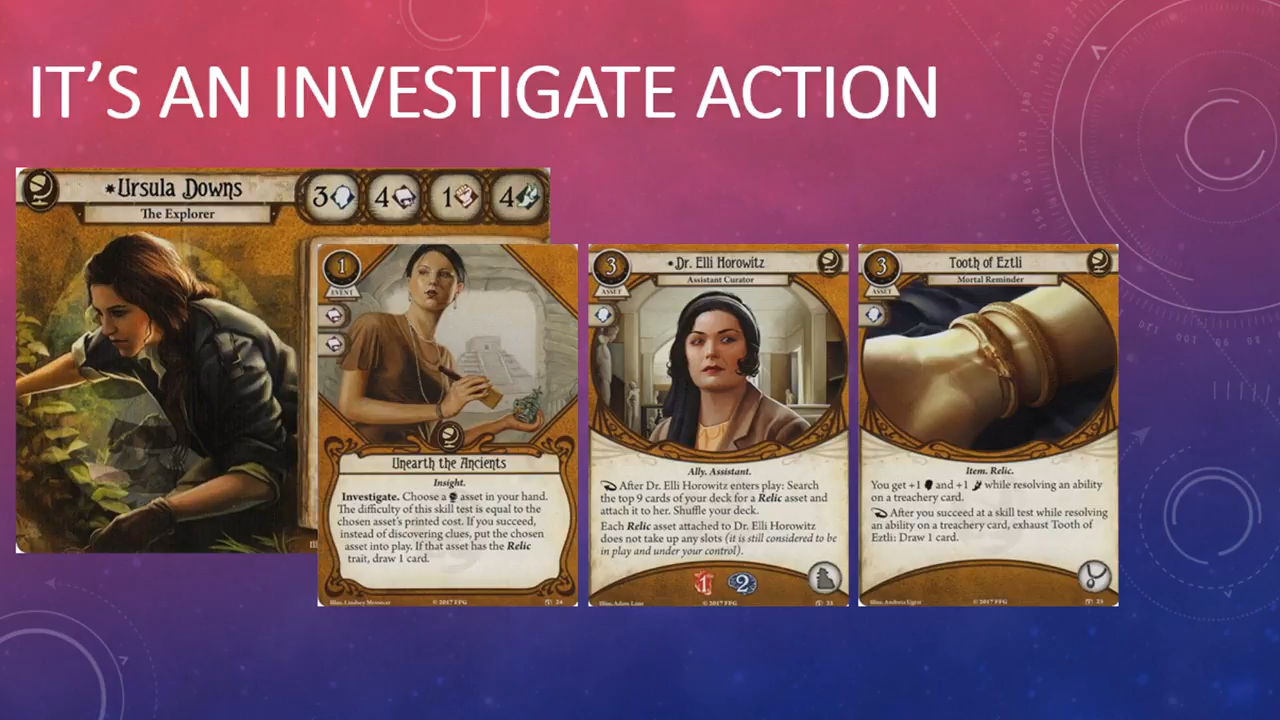 IT'S AN INVESTIGATE ACTION
Ursula Downs
The Explorer
3 4 1 4
1
EVENT
Unearth the Ancients
Insight.
Investigate. Choose a asset in your hand.
The difficulty of this skill test is equal to the
chosen asset's printed cost. If you succeed,
instead of discovering clues, put the chosen
asset into play. If that asset has the Relic
trait, draw 1 card.
© 2017 FFG
24
3
ASSET
Dr. Elli Horowitz
Assistant Curator
Ally. Assistant.
After Dr. Elli Horowitz enters play: Search
the top 9 cards of your deck for a Relic asset and
attach it to her. Shuffle your deck.
Each Relic asset attached to Dr. Elli Horowitz
does not take up any slots (it is still considered to be
in play and under your control).
1 2
© 2017 FFG
3
ASSET
Tooth of Eztli
Mortal Reminder
Item. Relic.
You get +1 and +1 while resolving an ability
on a treachery card.
After you succeed at a skill test while resolving
an ability on a treachery card, exhaust Tooth of
Eztli: Draw 1 card.
© 2017 FFG